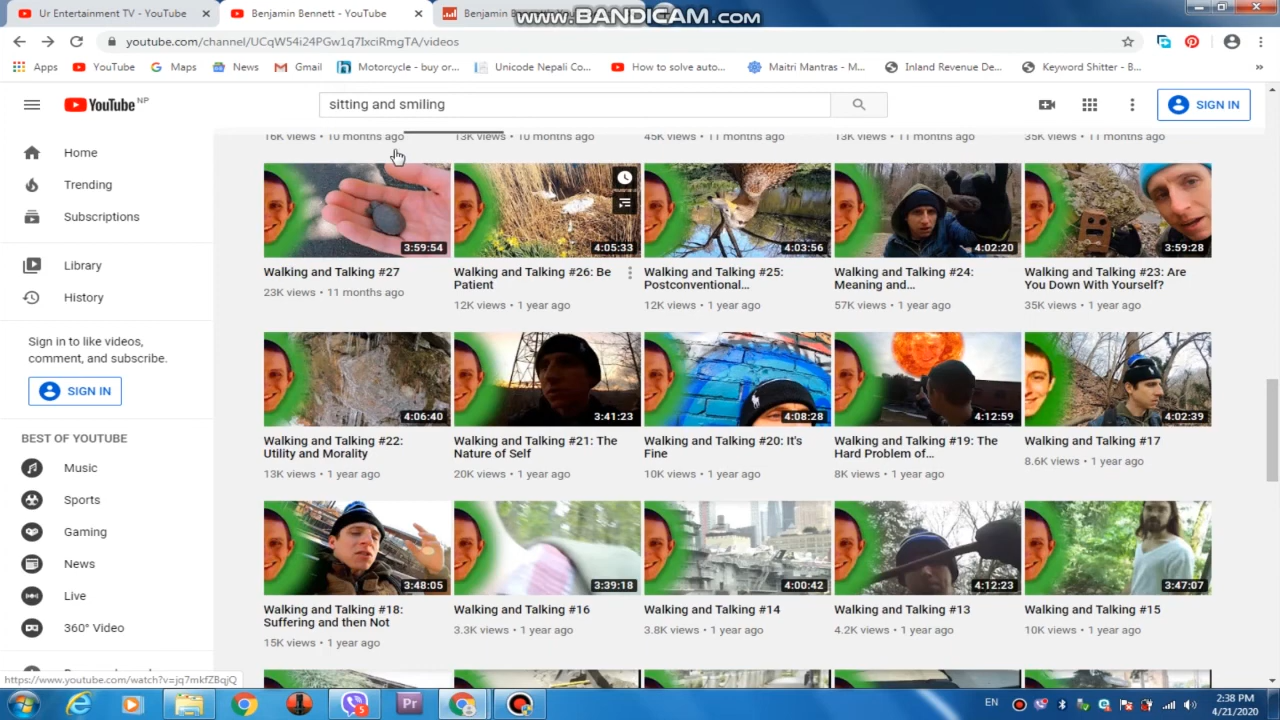 Ur Entertainment TV - YouTube
Benjamin Bennett - YouTube
www.BANDICAM.com
youtube.com/channel/UCqW54i24PGw1q7IxciRmgTA/videos
Apps YouTube Maps News Gmail Motorcycle - buy or... Unicode Nepali Co... How to solve auto... Maitri Mantras - M... Inland Revenue De... Keyword Shitter - B... »
YouTube NP
sitting and smiling
SIGN IN
16K views • 10 months ago 13K views • 10 months ago 45K views • 11 months ago 13K views • 11 months ago 35K views • 11 months ago
Home
Trending
Subscriptions
Library
History
Sign in to like videos,
comment, and subscribe.
SIGN IN
BEST OF YOUTUBE
Music
Sports
Gaming
News
Live
360° Video
3:59:54 4:05:33 4:03:56 4:02:20 3:59:28
Walking and Talking #27 Walking and Talking #26: Be Walking and Talking #25: Walking and Talking #24: Walking and Talking #23: Are
Patient Postconventional... Meaning and... You Down With Yourself?
23K views • 11 months ago 12K views • 1 year ago 12K views • 1 year ago 57K views • 1 year ago 35K views • 1 year ago
4:06:40 3:41:23 4:08:28 4:12:59 4:02:39
Walking and Talking #22: Walking and Talking #21: The Walking and Talking #20: It's Walking and Talking #19: The Walking and Talking #17
Utility and Morality Nature of Self Fine Hard Problem of...
13K views • 1 year ago 20K views • 1 year ago 10K views • 1 year ago 8K views • 1 year ago 8.6K views • 1 year ago
3:48:05 3:39:18 4:00:42 4:12:23 3:47:07
Walking and Talking #18: Walking and Talking #16 Walking and Talking #14 Walking and Talking #13 Walking and Talking #15
Suffering and then Not
15K views • 1 year ago 3.3K views • 1 year ago 3.8K views • 1 year ago 4.2K views • 1 year ago 10K views • 1 year ago
https://www.youtube.com/watch?v=jq7mkfZBqjQ
5
Pr
EN
2:38 PM
4/21/2020